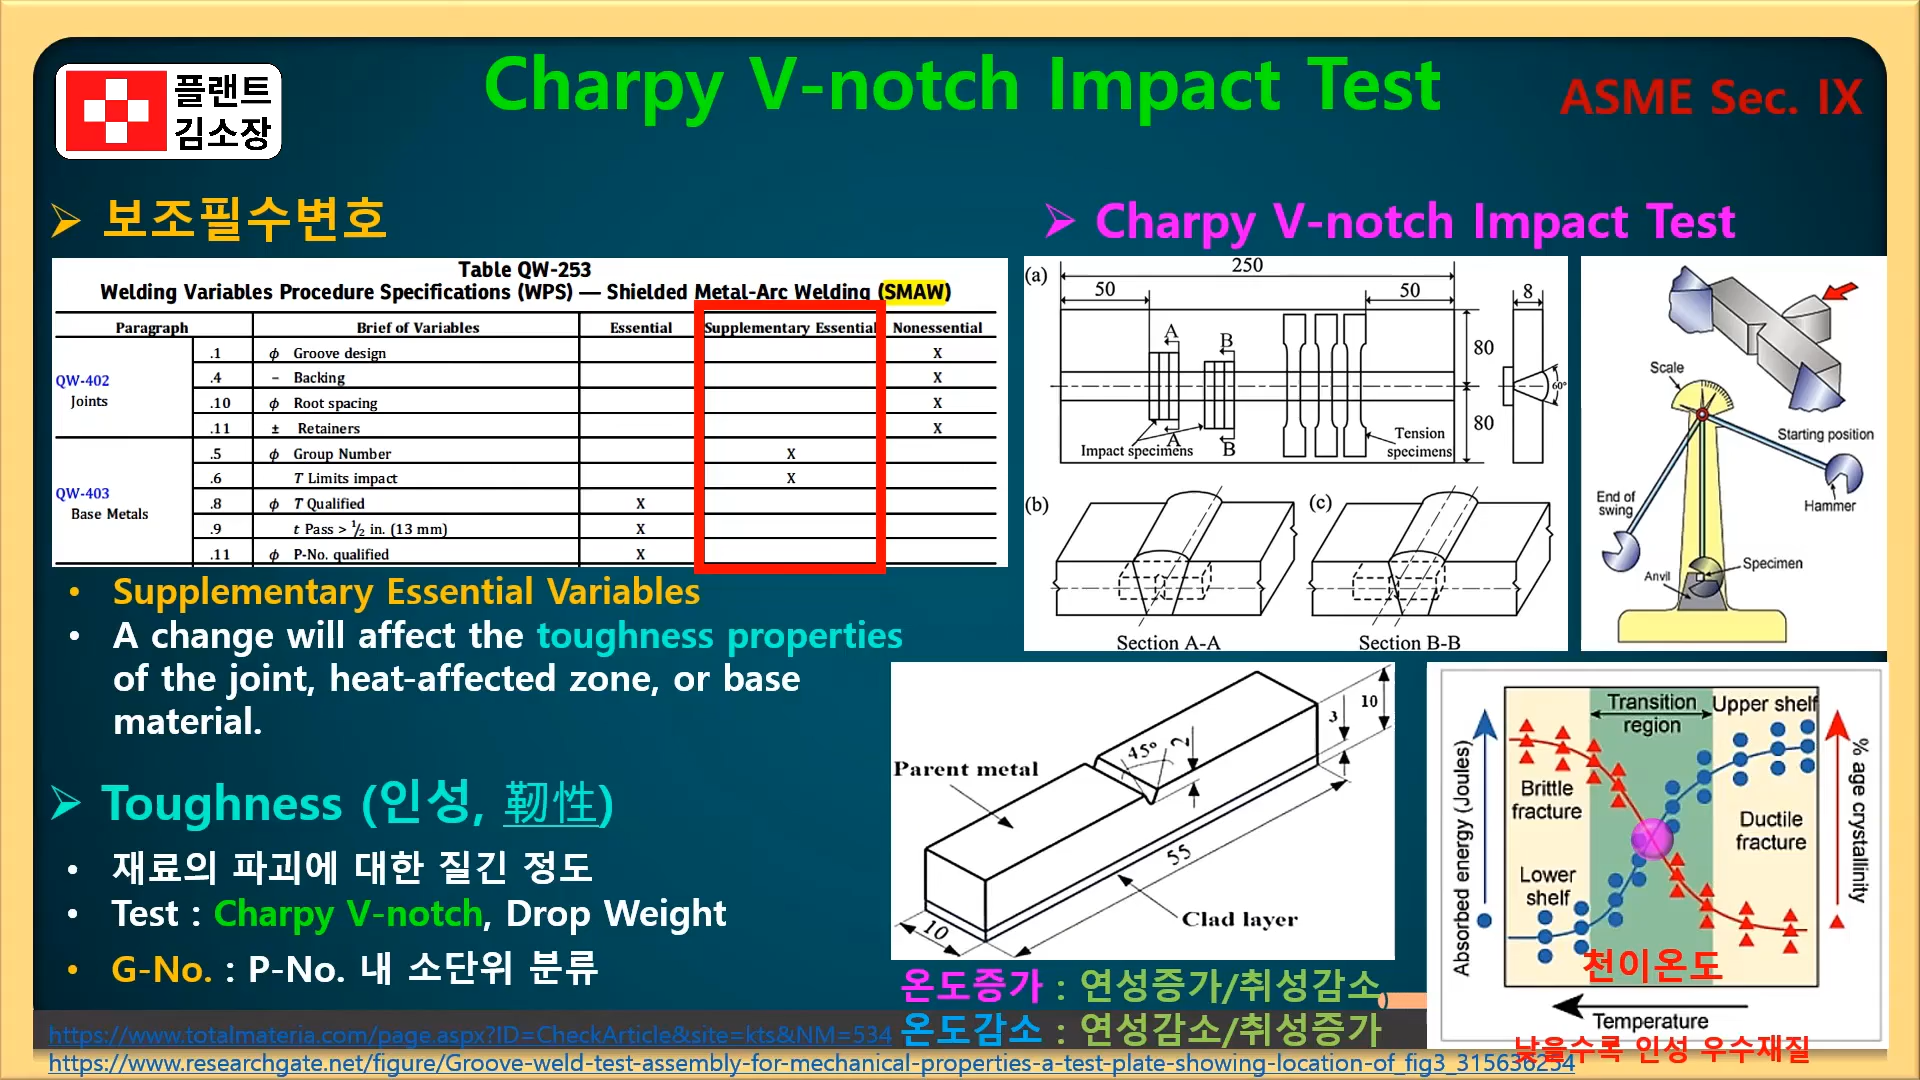 플랜트
김소장
Charpy V-notch Impact Test
ASME Sec. IX
보조필수변호
Table QW-253
Welding Variables Procedure Specifications (WPS) — Shielded Metal-Arc Welding (SMAW)
Paragraph Brief of Variables Essential Supplementary Essential Nonessential
QW-402
Joints
.1 ϕ Groove design X
.4 – Backing X
.10 ϕ Root spacing X
.11 ± Retainers X
QW-403
Base Metals
.5 ϕ Group Number X
.6 T Limits impact X
.8 ϕ T Qualified X
.9 t Pass > 1/2 in. (13 mm) X
.11 ϕ P-No. qualified X
• Supplementary Essential Variables
• A change will affect the toughness properties
of the joint, heat-affected zone, or base
material.
Toughness (인성, 靭性)
• 재료의 파괴에 대한 질긴 정도
• Test : Charpy V-notch, Drop Weight
• G-No. : P-No. 내 소단위 분류
https://www.totalmateria.com/page.aspx?ID=CheckArticle&site=kts&NM=534
https://www.researchgate.net/figure/Groove-weld-test-assembly-for-mechanical-properties-a-test-plate-showing-location-of_fig3_315636254
Charpy V-notch Impact Test
(a)
250
50
50
8
A
B
80
60°
80
A
B
Impact specimens
Tension
specimens
(b)
(c)
Section A-A
Section B-B
Scale
Starting position
Hammer
End of
swing
Specimen
Anvil
Parent metal
45°
2
3
10
55
10
Clad layer
온도증가 : 연성증가/취성감소
온도감소 : 연성감소/취성증가
Transition
region
Upper shelf
Brittle
fracture
Ductile
fracture
Lower
shelf
Absorbed energy (Joules)
% age crystallinity
천이온도
Temperature
낮을수록 인성 우수재질